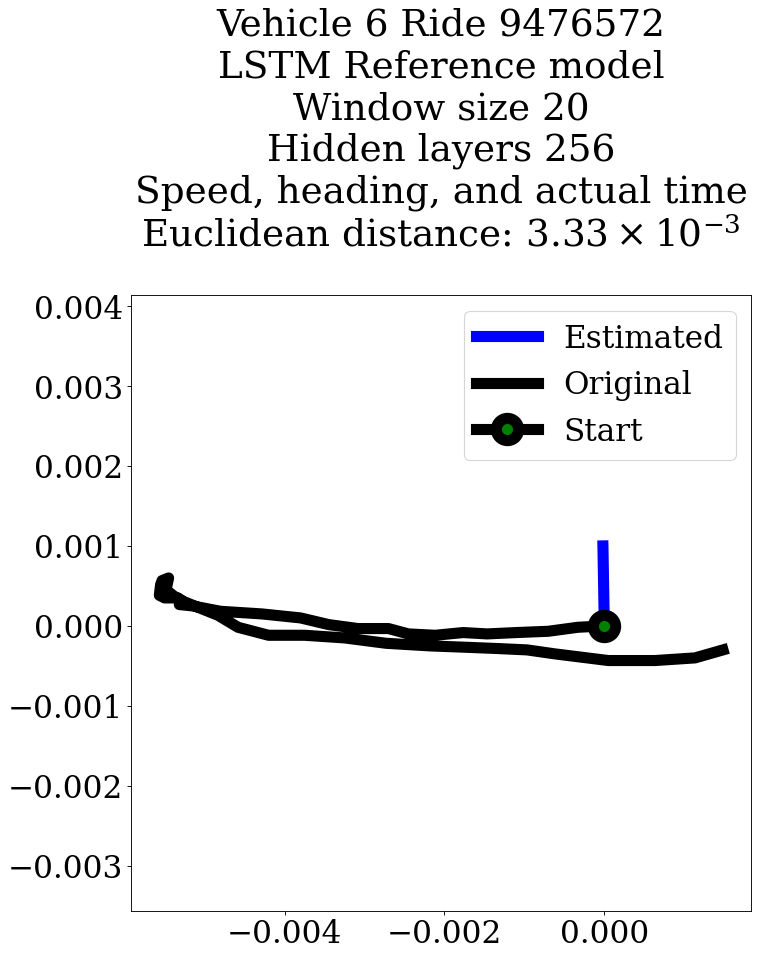 Vehicle 6 Ride 9476572
LSTM Reference model
Window size 20
Hidden layers 256
Speed, heading, and actual time
Euclidean distance: 3.33 × 10⁻³
0.004
Estimated
0.003
Original
Start
0.002
0.001
0.000
−0.001
−0.002
−0.003
−0.004 −0.002 0.000